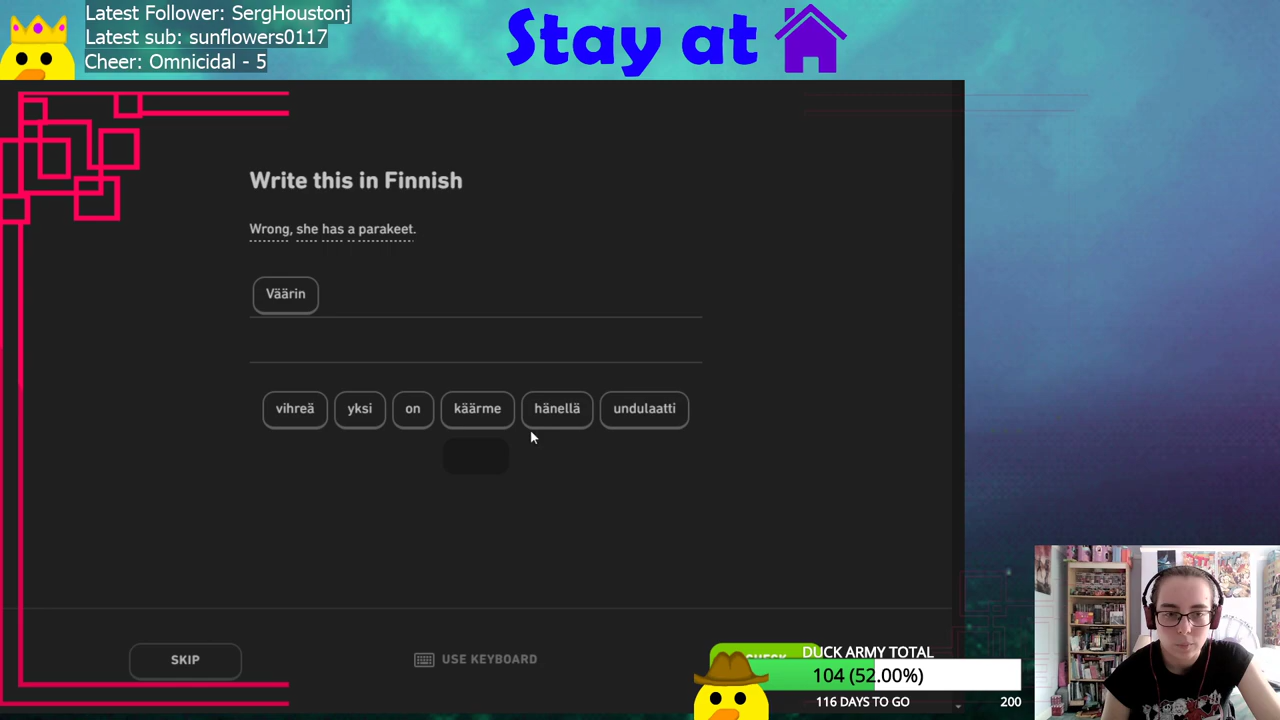 Latest Follower: SergHoustonj
Latest sub: sunflowers0117
Cheer: Omnicidal - 5
Stay at
Write this in Finnish
Wrong, she has a parakeet.
Väärin
vihreä yksi on käärme hänellä undulaatti
SKIP
USE KEYBOARD
DUCK ARMY TOTAL
104 (52.00%)
116 DAYS TO GO
200